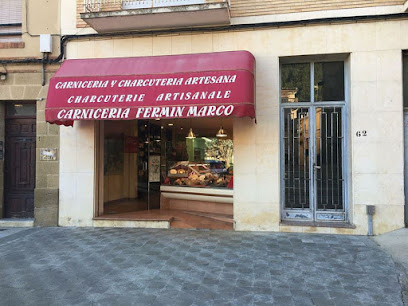 CARNICERIA Y CHARCUTERIA ARTESANA
CHARCUTERIE ARTISANALE
CARNICERIA FERMIN MARCO
62